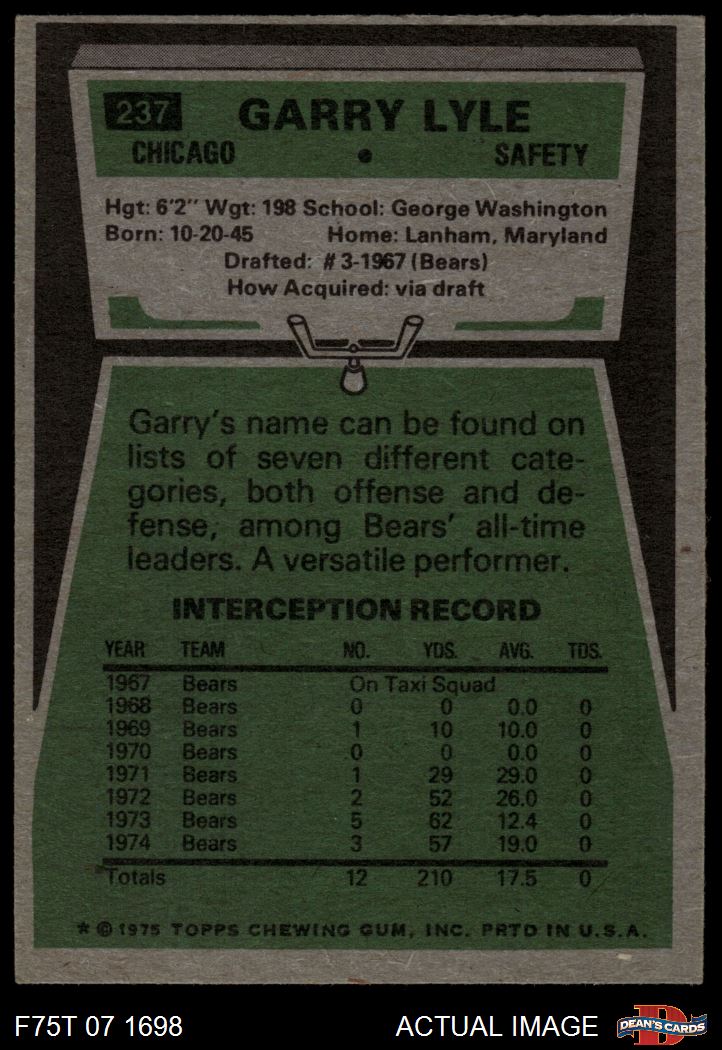 237 GARRY LYLE
CHICAGO • SAFETY
Hgt: 6'2" Wgt: 198 School: George Washington
Born: 10-20-45 Home: Lanham, Maryland
Drafted: #3-1967 (Bears)
How Acquired: via draft
Garry's name can be found on
lists of seven different cate-
gories, both offense and de-
fense, among Bears' all-time
leaders. A versatile performer.
INTERCEPTION RECORD
YEAR TEAM NO. YDS. AVG. TDS.
1967 Bears On Taxi Squad
1968 Bears 0 0 0.0 0
1969 Bears 1 10 10.0 0
1970 Bears 0 0 0.0 0
1971 Bears 1 29 29.0 0
1972 Bears 2 52 26.0 0
1973 Bears 5 62 12.4 0
1974 Bears 3 57 19.0 0
Totals 12 210 17.5 0
* © 1975 TOPPS CHEWING GUM, INC. PRTD IN U.S.A.
F75T 07 1698 ACTUAL IMAGE D DEAN'S CARDS